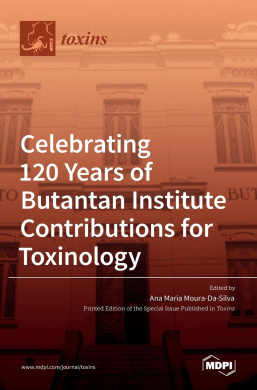 toxins
Celebrating
120 Years of
Butantan Institute
Contributions for
Toxinology
Edited by
Ana Maria Moura-Da-Silva
Printed Edition of the Special Issue Published in Toxins
www.mdpi.com/journal/toxins
MDPI